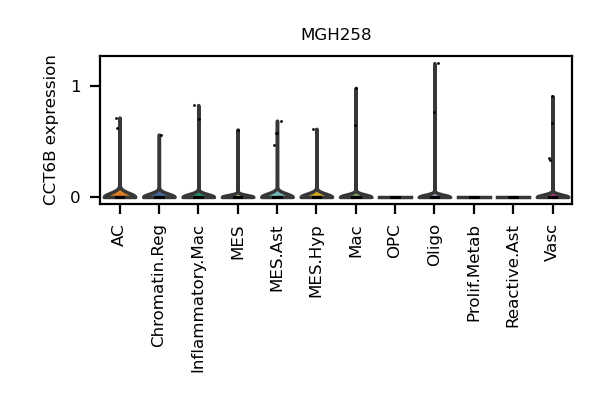 MGH258
CCT6B expression
1
0
AC
Chromatin.Reg
Inflammatory.Mac
MES
MES.Ast
MES.Hyp
Mac
OPC
Oligo
Prolif.Metab
Reactive.Ast
Vasc